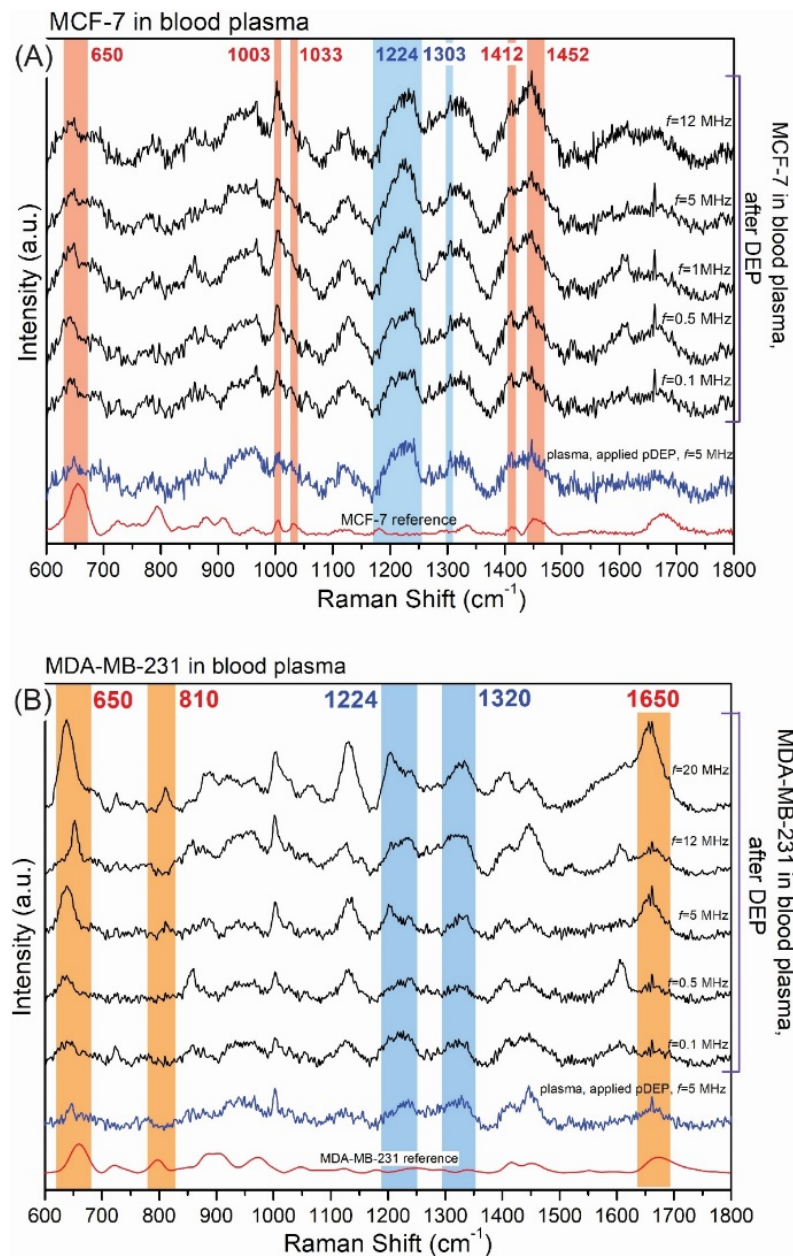 MCF-7 in blood plasma
(A)
650 1003 1033 1224 1303 1412 1452
f=12 MHz
f=5 MHz
f=1MHz
f=0.5 MHz
f=0.1 MHz
plasma, applied pDEP, f=5 MHz
MCF-7 reference
MCF-7 in blood plasma,
after DEP
Intensity (a.u.)
600 700 800 900 1000 1100 1200 1300 1400 1500 1600 1700 1800
Raman Shift (cm⁻¹)
MDA-MB-231 in blood plasma
(B)
650 810 1224 1320 1650
f=20 MHz
f=12 MHz
f=5 MHz
f=0.5 MHz
f=0.1 MHz
plasma, applied pDEP, f=5 MHz
MDA-MB-231 reference
MDA-MB-231 in blood plasma,
after DEP
Intensity (a.u.)
600 700 800 900 1000 1100 1200 1300 1400 1500 1600 1700 1800
Raman Shift (cm⁻¹)